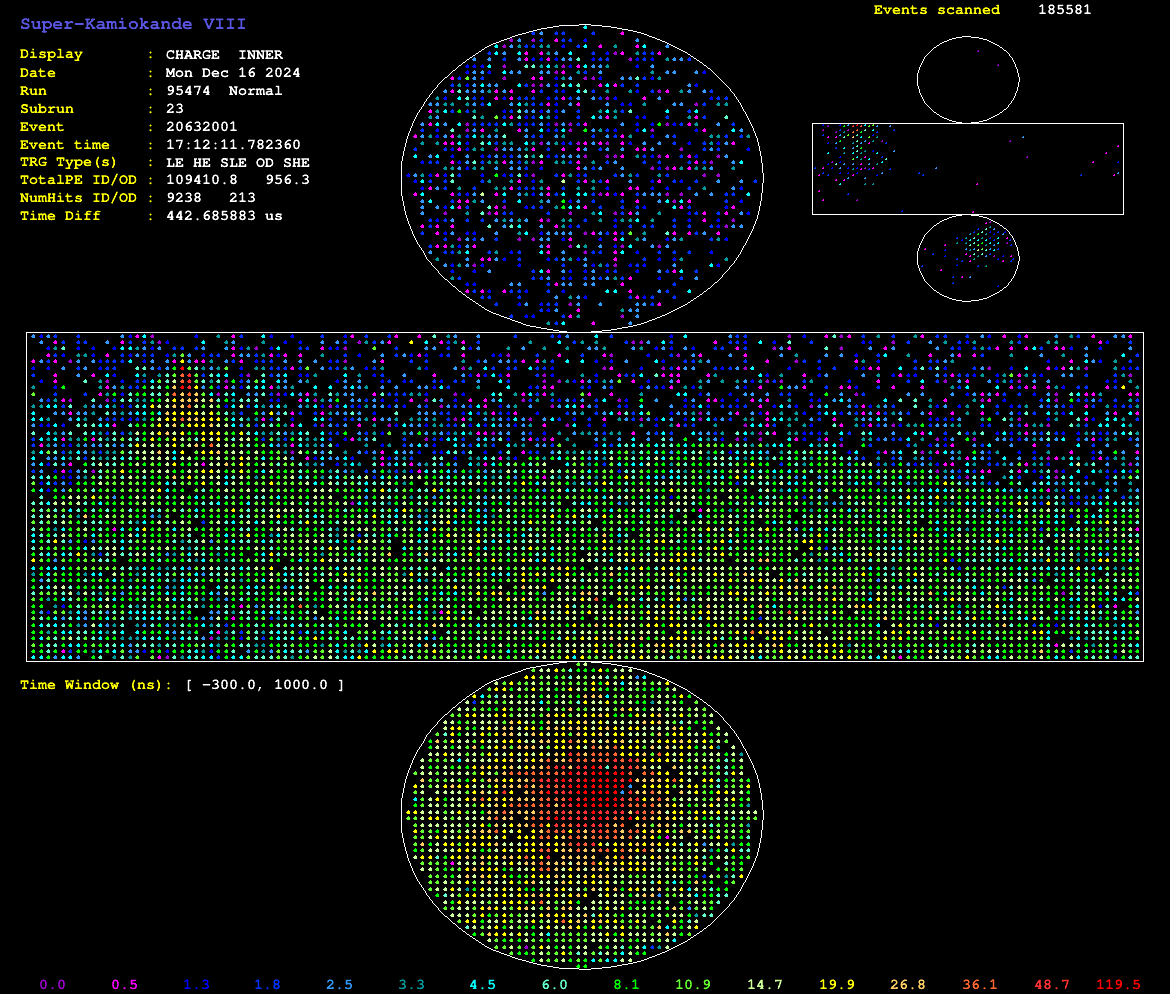 Super-Kamiokande VIII
Events scanned 185581
Display : CHARGE INNER
Date : Mon Dec 16 2024
Run : 95474 Normal
Subrun : 23
Event : 20632001
Event time : 17:12:11.782360
TRG Type(s) : LE HE SLE OD SHE
TotalPE ID/OD : 109410.8 956.3
NumHits ID/OD : 9238 213
Time Diff : 442.685883 us
Time Window (ns): [ −300.0, 1000.0 ]
0.0 0.5 1.3 1.8 2.5 3.3 4.5 6.0 8.1 10.9 14.7 19.9 26.8 36.1 48.7 119.5